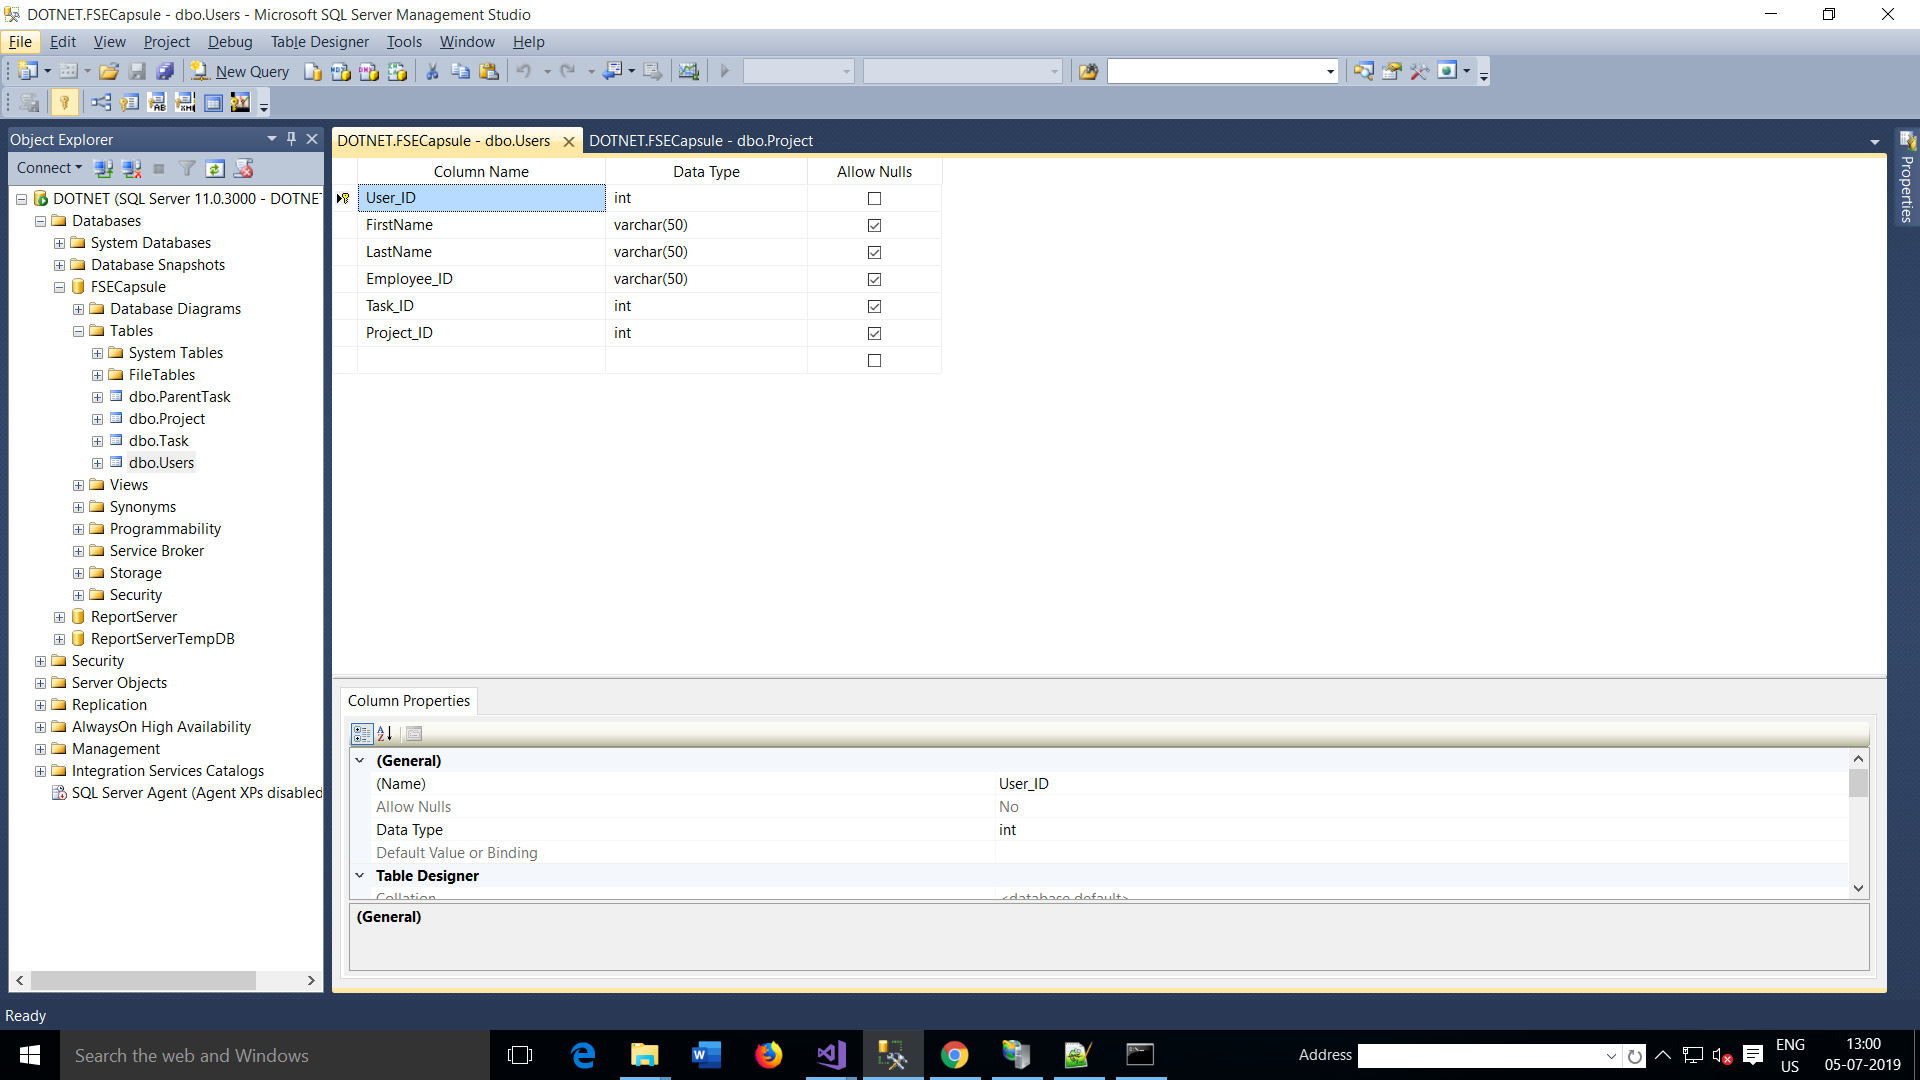 DOTNET.FSECapsule - dbo.Users - Microsoft SQL Server Management Studio
File Edit View Project Debug Table Designer Tools Window Help
New Query
Object Explorer
Connect
DOTNET (SQL Server 11.0.3000 - DOTNET
Databases
System Databases
Database Snapshots
FSECapsule
Database Diagrams
Tables
System Tables
FileTables
dbo.ParentTask
dbo.Project
dbo.Task
dbo.Users
Views
Synonyms
Programmability
Service Broker
Storage
Security
ReportServer
ReportServerTempDB
Security
Server Objects
Replication
AlwaysOn High Availability
Management
Integration Services Catalogs
SQL Server Agent (Agent XPs disabled
DOTNET.FSECapsule - dbo.Users DOTNET.FSECapsule - dbo.Project
Column Name Data Type Allow Nulls
User_ID int
FirstName varchar(50)
LastName varchar(50)
Employee_ID varchar(50)
Task_ID int
Project_ID int
Properties
Column Properties
(General)
(Name) User_ID
Allow Nulls No
Data Type int
Default Value or Binding
Table Designer
Collation <database default>
(General)
Ready
Search the web and Windows
Address
ENG
US
13:00
05-07-2019